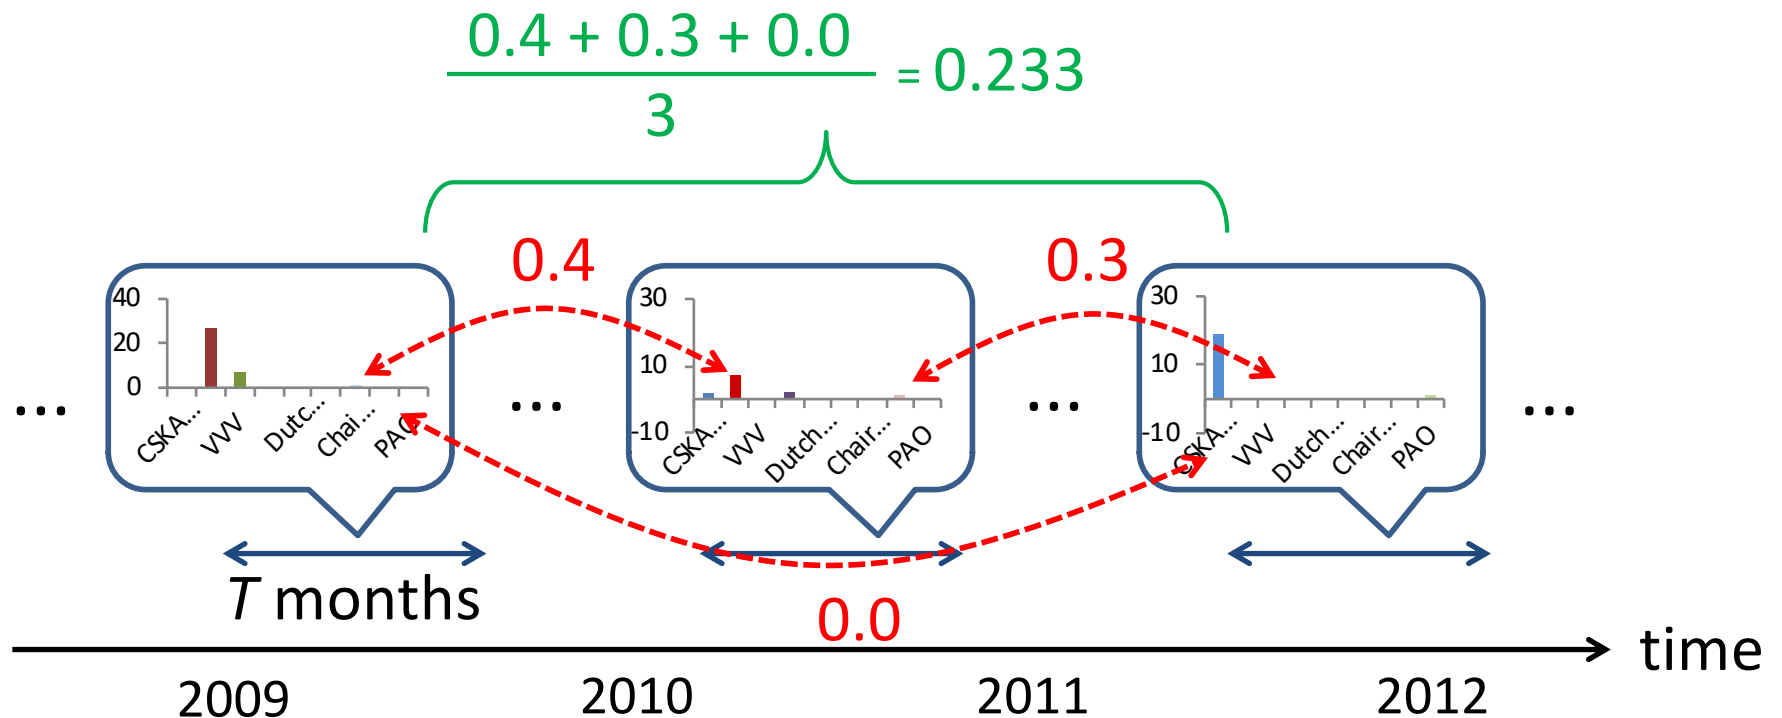 0.4 + 0.3 + 0.0
3
= 0.233
0.4
0.3
40
20
0
CSKA...
VVV
Dutc...
Chai...
PAO
...
30
10
-10
CSKA...
VVV
Dutch...
Chair...
PAO
...
30
10
-10
CSKA...
VVV
Dutch...
Chair...
PAO
...
...
T months
0.0
time
2009
2010
2011
2012